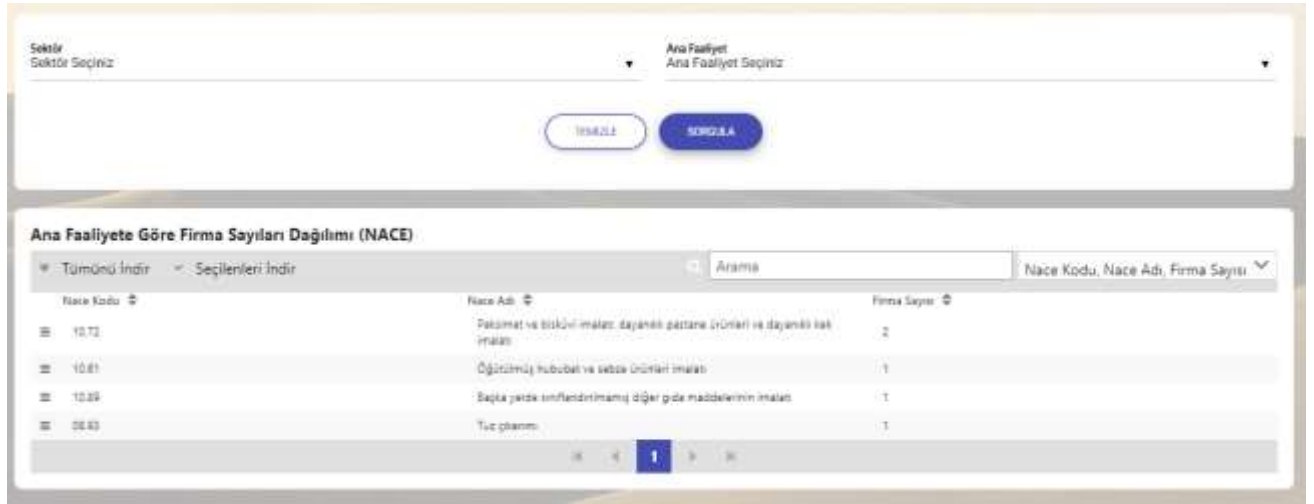 Sektör
Sektör Seçiniz
Ana Faaliyet
Ana Faaliyet Seçiniz
TEMİZLE
SORGULA
Ana Faaliyete Göre Firma Sayıları Dağılımı (NACE)
Tümünü İndir Seçilenleri İndir Arama Nace Kodu, Nace Adı, Firma Sayısı
Nace Kodu Nace Adı Firma Sayısı
10.72 Peksimet ve bisküvi imalatı; dayanıklı pastane ürünleri ve dayanıklı kek 2
imalatı
10.61 Öğütülmüş hububat ve sebze ürünleri imalatı 1
10.89 Başka yerde sınıflandırılmamış diğer gıda maddelerinin imalatı 1
08.93 Tuz çıkarımı 1
1